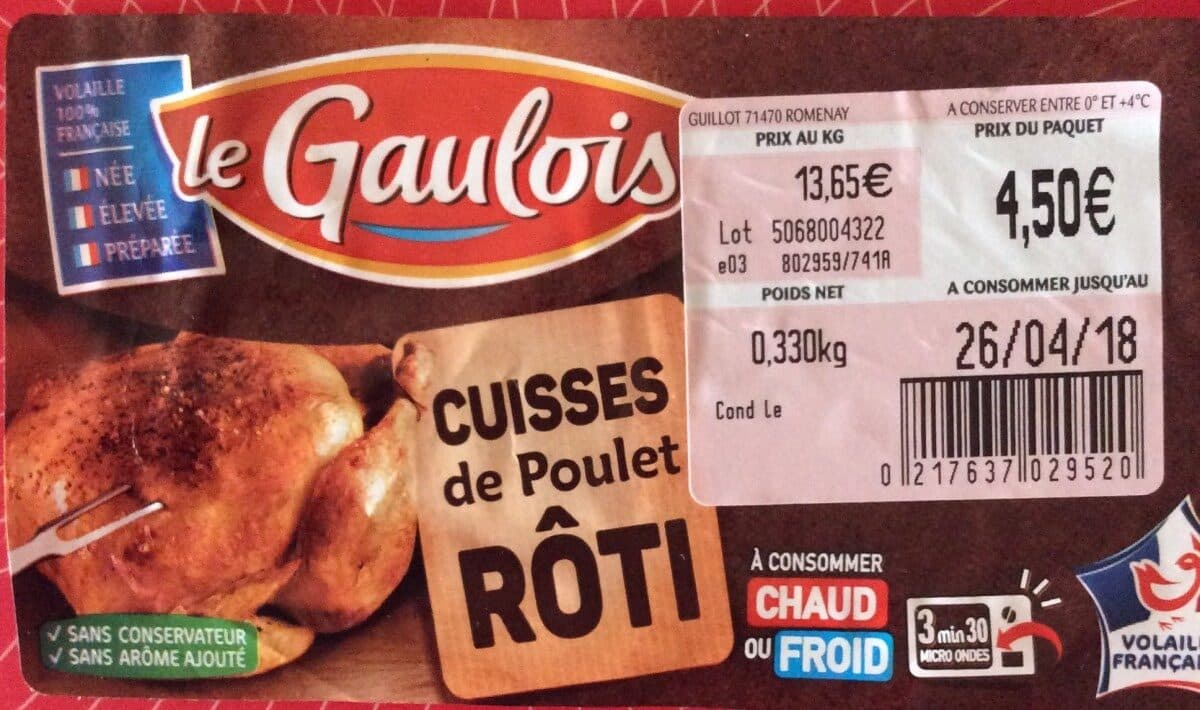 VOLAILLE
100%
FRANÇAISE
NÉE
ÉLEVÉE
PRÉPARÉE
le Gaulois
GUILLOT 71470 ROMENAY
A CONSERVER ENTRE 0° ET +4°C
PRIX AU KG
PRIX DU PAQUET
13,65€
4,50€
Lot 5068004322
e03 802959/741A
POIDS NET
A CONSOMMER JUSQU'AU
0,330kg
26/04/18
Cond Le
0 217637 029520
CUISSES
de Poulet
RÔTI
SANS CONSERVATEUR
SANS ARÔME AJOUTÉ
À CONSOMMER
CHAUD
OU FROID
3 min 30
MICRO ONDES
VOLAIL
FRANÇAI